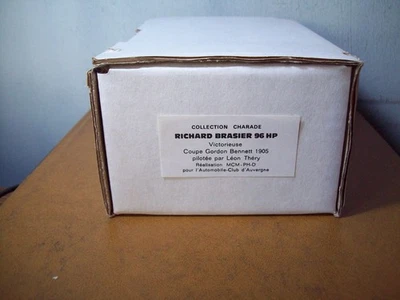 COLLECTION CHARADE
RICHARD BRASIER 96 HP
Victorieuse
Coupe Gordon Bennett 1905
pilotée par Léon Théry
Réalisation MCM-PH-D
pour l'Automobile-Club d'Auvergne